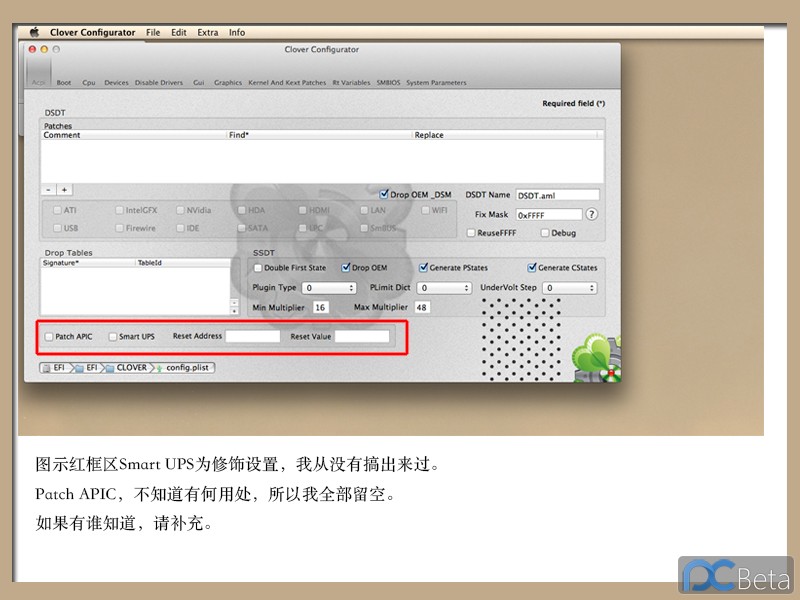 Clover Configurator File Edit Extra Info
Clover Configurator
Acpi Boot Cpu Devices Disable Drivers Gui Graphics Kernel And Kext Patches Rt Variables SMBIOS System Parameters
Required field (*)
DSDT
Patches
Comment Find* Replace
- +
Drop OEM _DSM DSDT Name DSDT.aml
ATI IntelGFX NVidia HDA HDMI LAN WIFI
Fix Mask 0xFFFF ?
USB Firewire IDE SATA LPC SmBUS
ReuseFFFF Debug
Drop Tables
Signature* TableId
SSDT
Double First State Drop OEM Generate PStates Generate CStates
Plugin Type 0 PLimit Dict 0 UnderVolt Step 0
Min Multiplier 16 Max Multiplier 48
Patch APIC Smart UPS Reset Address Reset Value
EFI EFI CLOVER config.plist
图示红框区Smart UPS为修饰设置，我从没有搞出来过。
Patch APIC，不知道有何用处，所以我全部留空。
如果有谁知道，请补充。
PCBeta